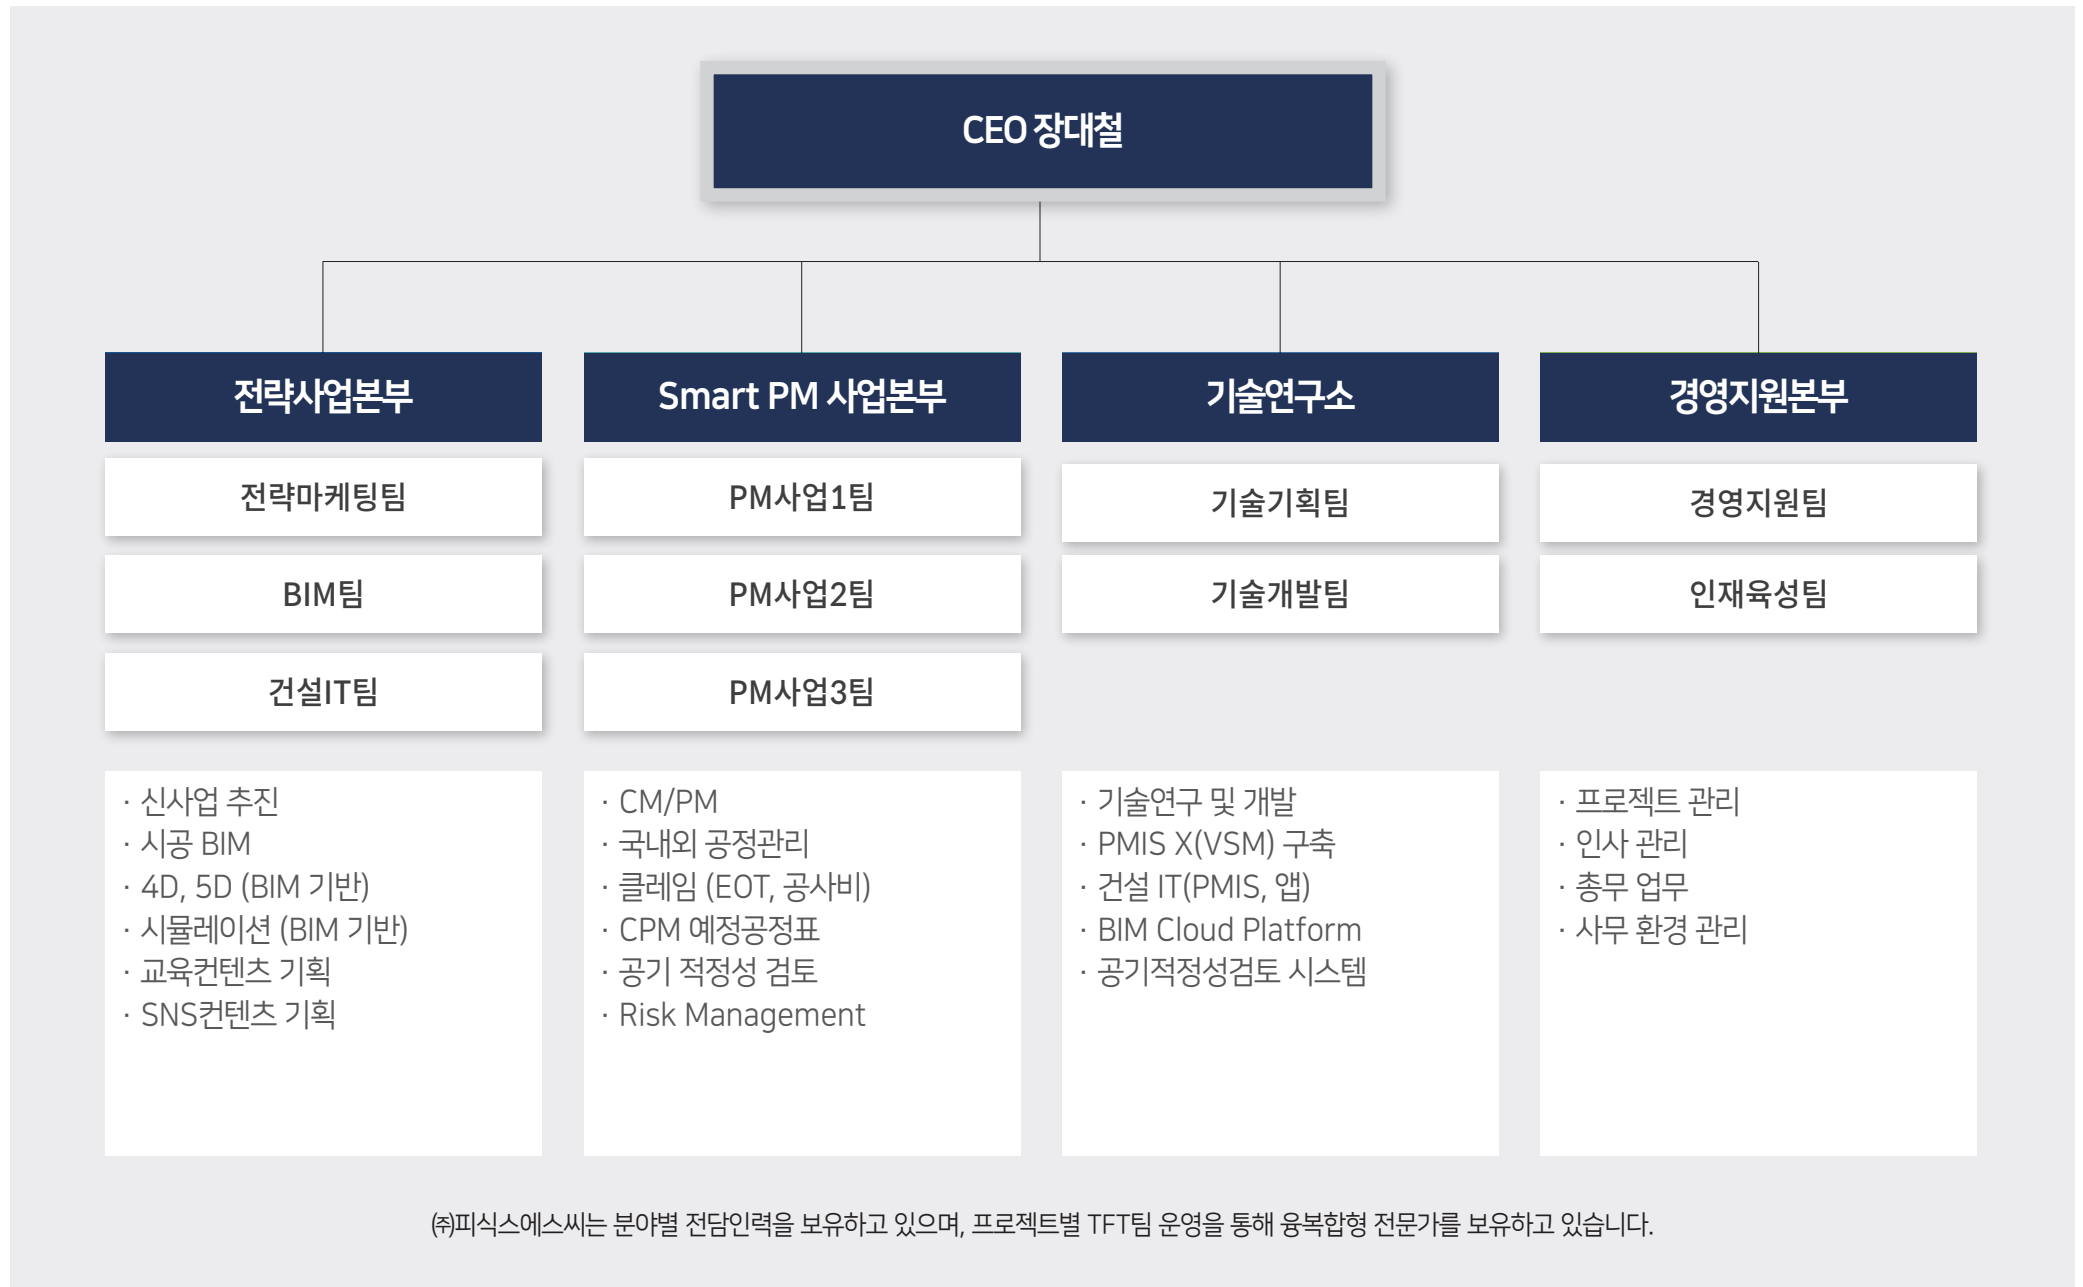 CEO 장대철
전략사업본부
전략마케팅팀
BIM팀
건설IT팀
· 신사업 추진
· 시공 BIM
· 4D, 5D (BIM 기반)
· 시뮬레이션 (BIM 기반)
· 교육컨텐츠 기획
· SNS컨텐츠 기획
Smart PM 사업본부
PM사업1팀
PM사업2팀
PM사업3팀
· CM/PM
· 국내외 공정관리
· 클레임 (EOT, 공사비)
· CPM 예정공정표
· 공기 적정성 검토
· Risk Management
기술연구소
기술기획팀
기술개발팀
· 기술연구 및 개발
· PMIS X(VSM) 구축
· 건설 IT(PMIS, 앱)
· BIM Cloud Platform
· 공기적정성검토 시스템
경영지원본부
경영지원팀
인재육성팀
· 프로젝트 관리
· 인사 관리
· 총무 업무
· 사무 환경 관리
㈜피식스에스씨는 분야별 전담인력을 보유하고 있으며, 프로젝트별 TFT팀 운영을 통해 융복합형 전문가를 보유하고 있습니다.